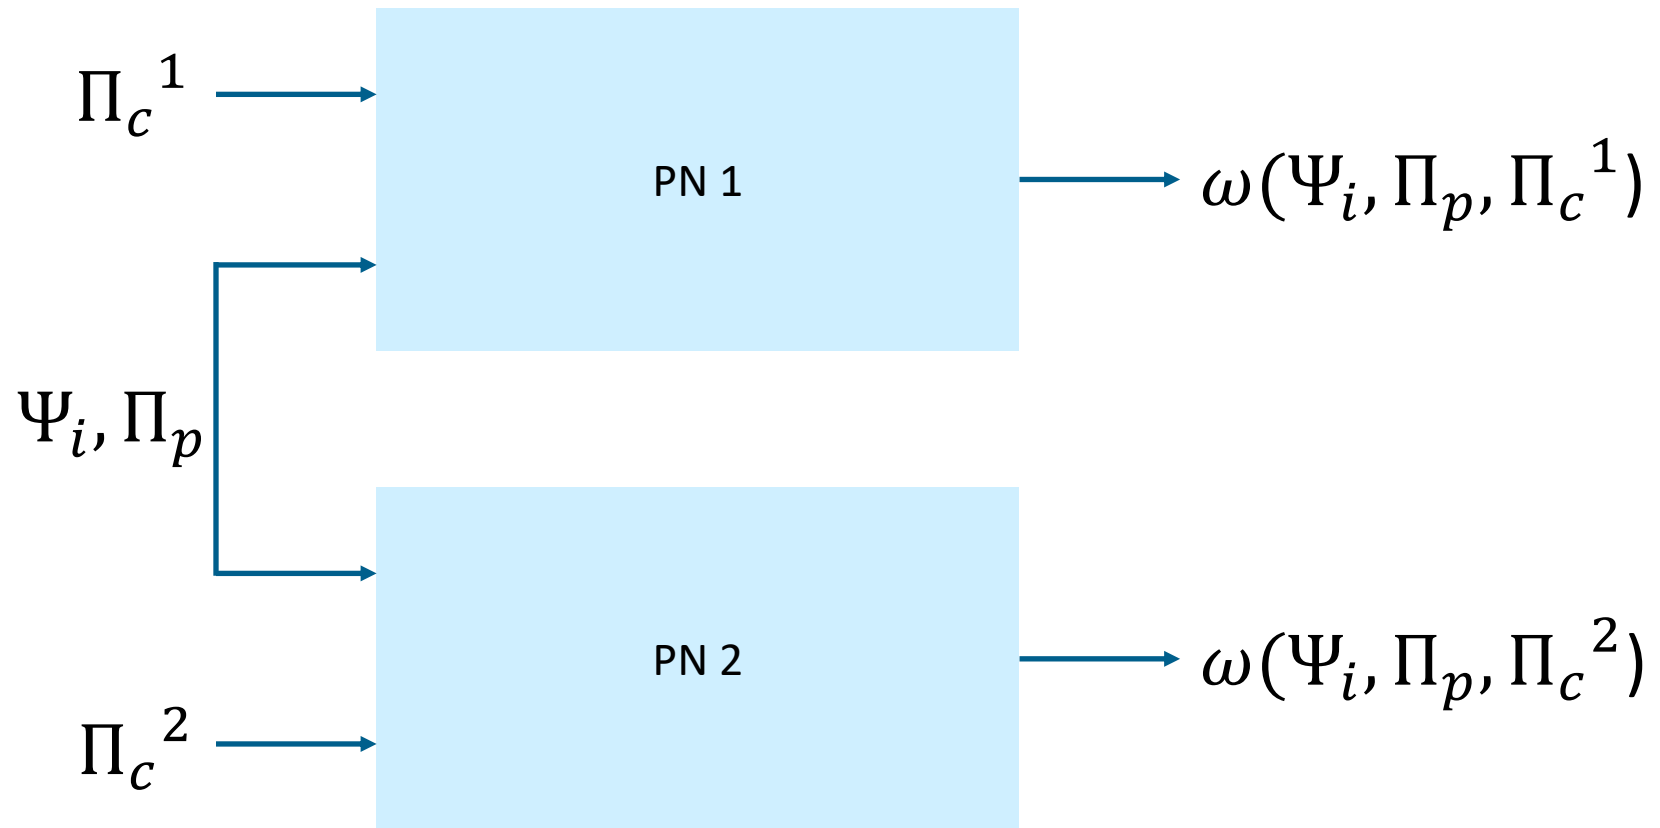 Π_c^1
PN 1
ω(Ψ_i, Π_p, Π_c^1)
Ψ_i, Π_p
PN 2
ω(Ψ_i, Π_p, Π_c^2)
Π_c^2